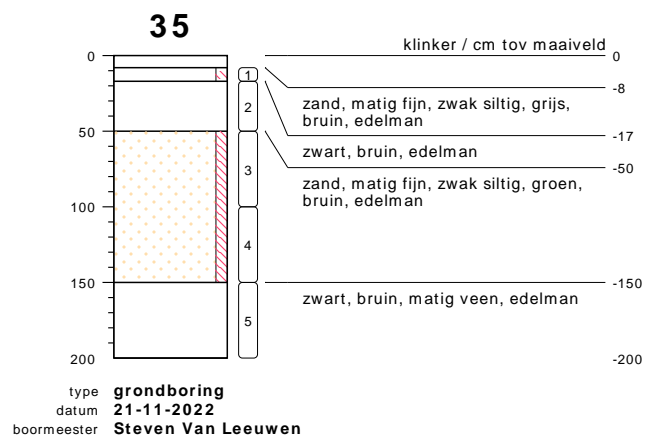 35
klinker / cm tov maaiveld
0
0
-8
zand, matig fijn, zwak siltig, grijs,
bruin, edelman
1
2
-17
zwart, bruin, edelman
50
-50
zand, matig fijn, zwak siltig, groen,
bruin, edelman
3
100
4
150
-150
zwart, bruin, matig veen, edelman
5
200
-200
type grondboring
datum 21-11-2022
boormeester Steven Van Leeuwen